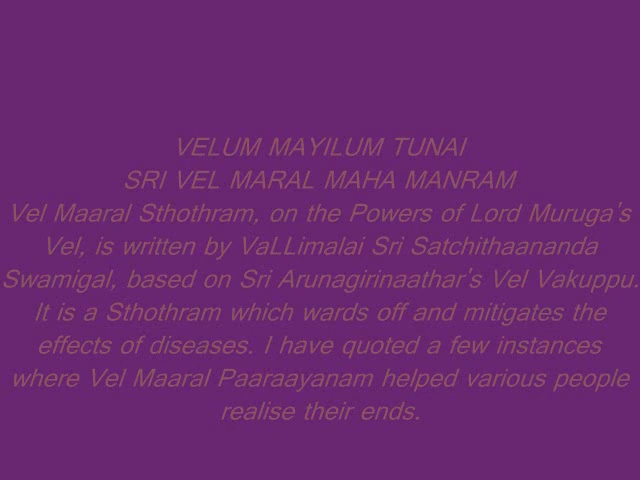 VELUM MAYILUM TUNAI
SRI VEL MARAL MAHA MANRAM
Vel Maaral Sthothram, on the Powers of Lord Muruga's
Vel, is written by VaLLimalai Sri Satchithaananda
Swamigal, based on Sri Arunagirinaathar's Vel Vakuppu.
It is a Sthothram which wards off and mitigates the
effects of diseases. I have quoted a few instances
where Vel Maaral Paaraayanam helped various people
realise their ends.